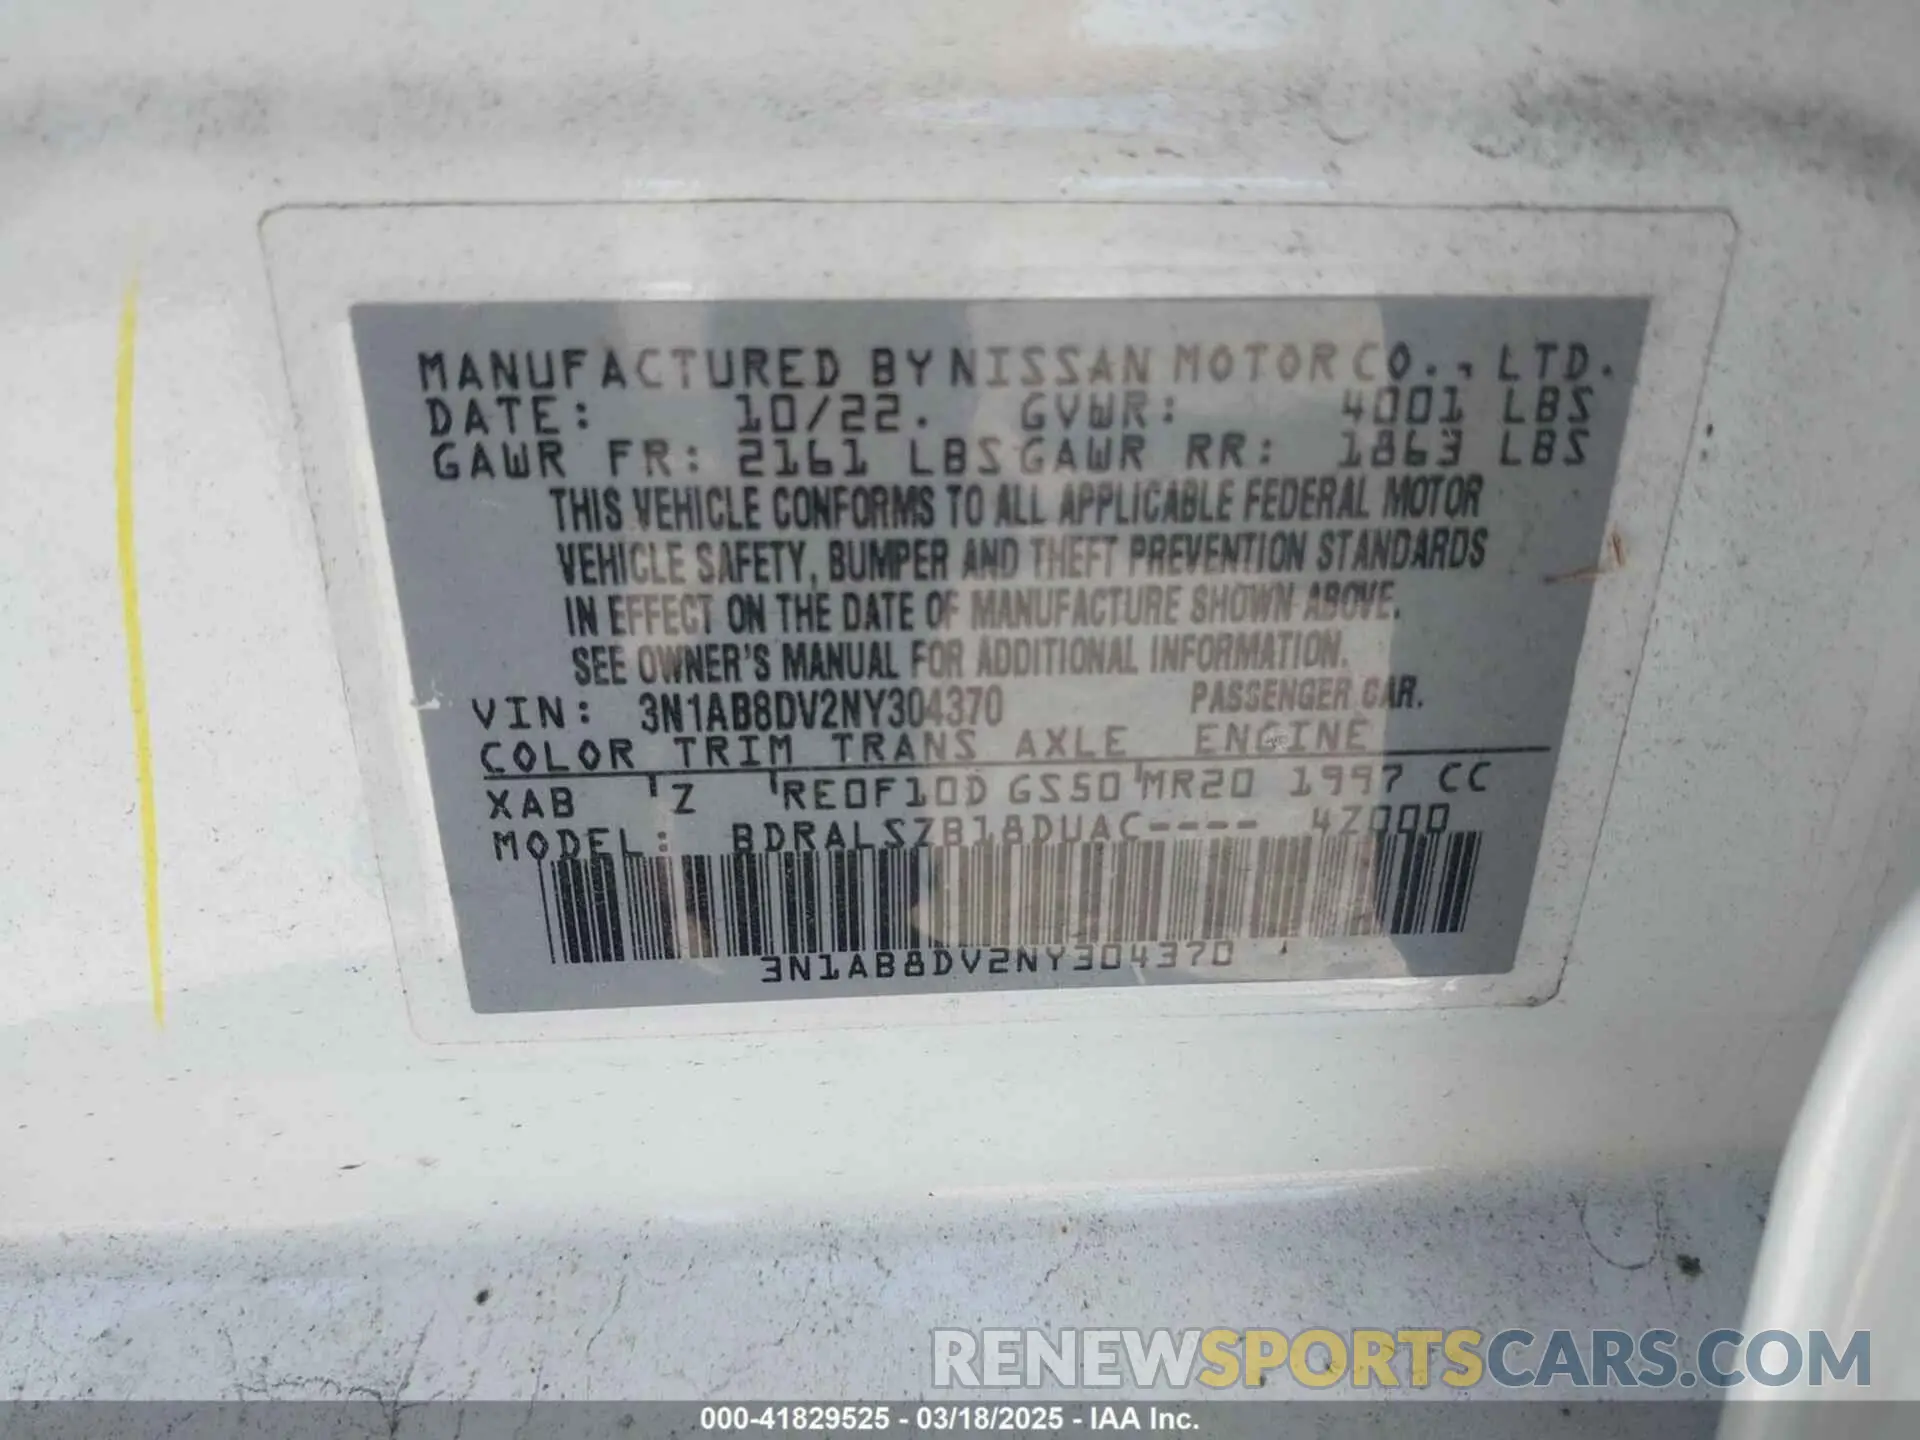 MANUFACTURED BY NISSAN MOTOR CO., LTD.
DATE: 10/22. GVWR: 4001 LBS
GAWR FR: 2161 LBS GAWR RR: 1863 LBS
THIS VEHICLE CONFORMS TO ALL APPLICABLE FEDERAL MOTOR
VEHICLE SAFETY, BUMPER AND THEFT PREVENTION STANDARDS
IN EFFECT ON THE DATE OF MANUFACTURE SHOWN ABOVE.
SEE OWNER'S MANUAL FOR ADDITIONAL INFORMATION.
VIN: 3N1AB8DV2NY304370 PASSENGER CAR.
COLOR TRIM TRANS AXLE ENGINE
XAB Z RE0F10D GS50 MR20 1997 CC
MODEL: BDRALSZB18DUAC---- 4Z000
3N1AB8DV2NY304370
RENEWSPORTSCARS.COM
000-41829525 - 03/18/2025 - IAA Inc.